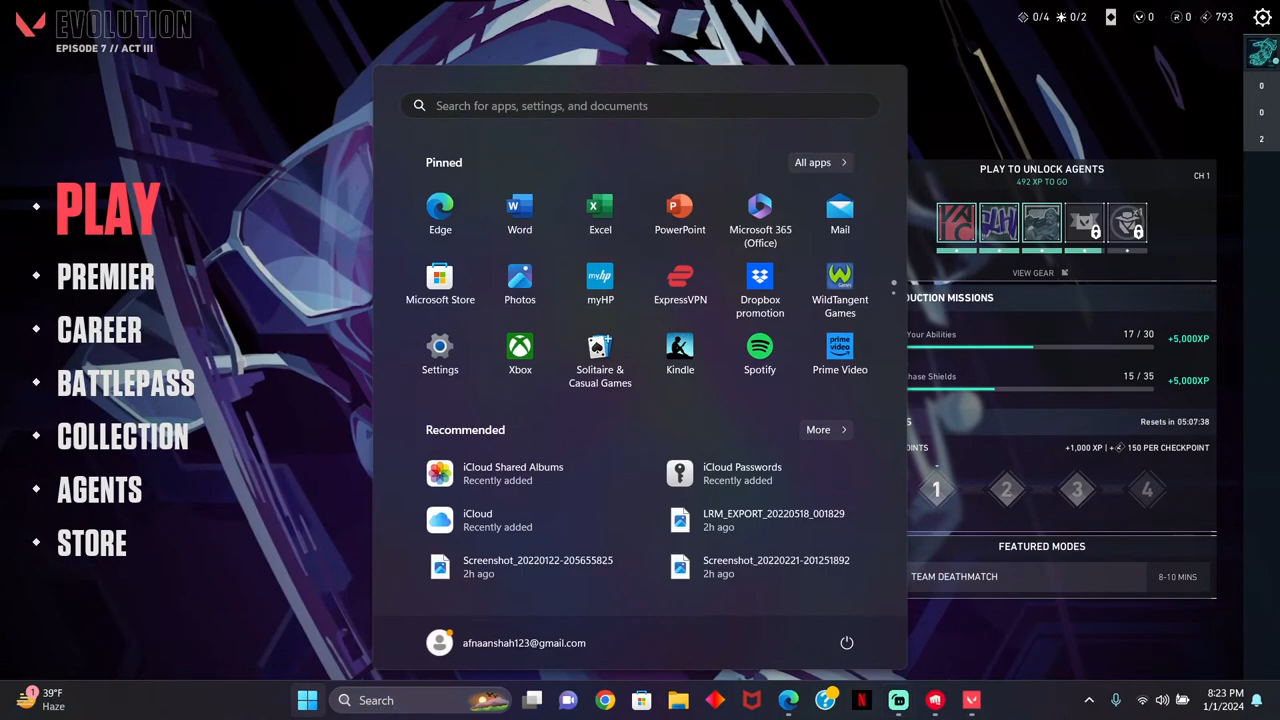 EVOLUTION
EPISODE 7 // ACT III
0/4 0/2 0 0 793
PLAY
PREMIER
CAREER
BATTLEPASS
COLLECTION
AGENTS
STORE
Search for apps, settings, and documents
Pinned
All apps
Edge
Word
Excel
PowerPoint
Microsoft 365
(Office)
Mail
Microsoft Store
Photos
myHP
ExpressVPN
Dropbox
promotion
WildTangent
Games
Settings
Xbox
Solitaire &
Casual Games
Kindle
Spotify
prime
video
Prime Video
Recommended
More
iCloud Shared Albums
Recently added
iCloud Passwords
Recently added
iCloud
Recently added
LRM_EXPORT_20220518_001829
2h ago
Screenshot_20220122-205655825
2h ago
Screenshot_20220221-201251892
2h ago
afnaanshah123@gmail.com
PLAY TO UNLOCK AGENTS
492 XP TO GO
CH 1
VIEW GEAR
DUCTION MISSIONS
Your Abilities
17 / 30
+5,000XP
hase Shields
15 / 35
+5,000XP
S
Resets in 05:07:38
OINTS
+1,000 XP | + 150 PER CHECKPOINT
1
2
3
4
FEATURED MODES
TEAM DEATHMATCH
8-10 MINS
0
0
2
1
39°F
Haze
Search
8:23 PM
1/1/2024